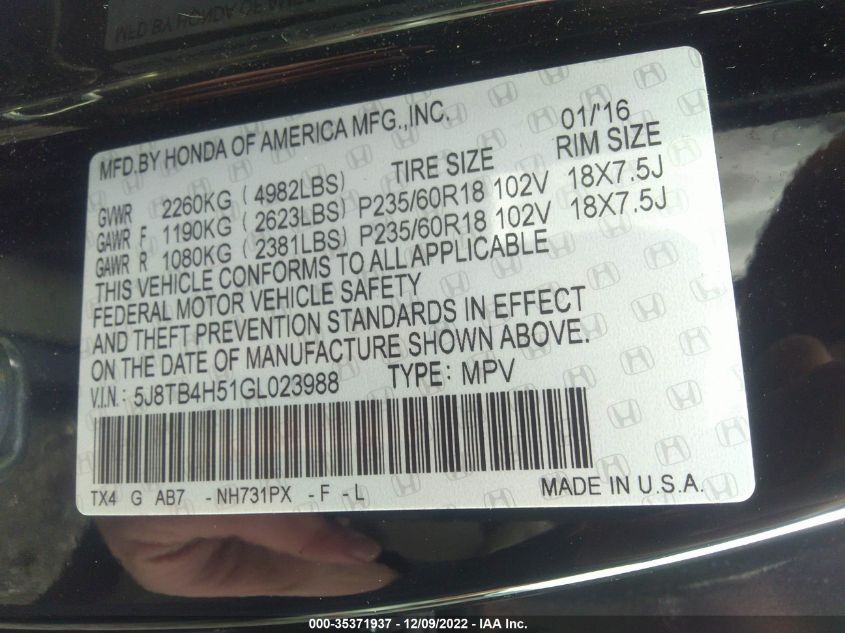 MFD.BY HONDA OF AMERICA MFG.,INC. 01/'16
TIRE SIZE RIM SIZE
GVWR 2260KG (4982LBS)
GAWR F 1190KG (2623LBS) P235/60R18 102V 18X7.5J
GAWR R 1080KG (2381LBS) P235/60R18 102V 18X7.5J
THIS VEHICLE CONFORMS TO ALL APPLICABLE
FEDERAL MOTOR VEHICLE SAFETY
AND THEFT PREVENTION STANDARDS IN EFFECT
ON THE DATE OF MANUFACTURE SHOWN ABOVE.
V.I.N.: 5J8TB4H51GL023988 TYPE: MPV
TX4 G AB7 -NH731PX -F -L MADE IN U.S.A.
000-35371937 - 12/09/2022 - IAA Inc.